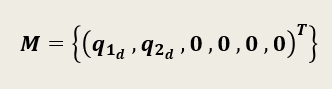 M = {(q₁d , q₂d , 0 , 0 , 0 , 0)ᵀ}